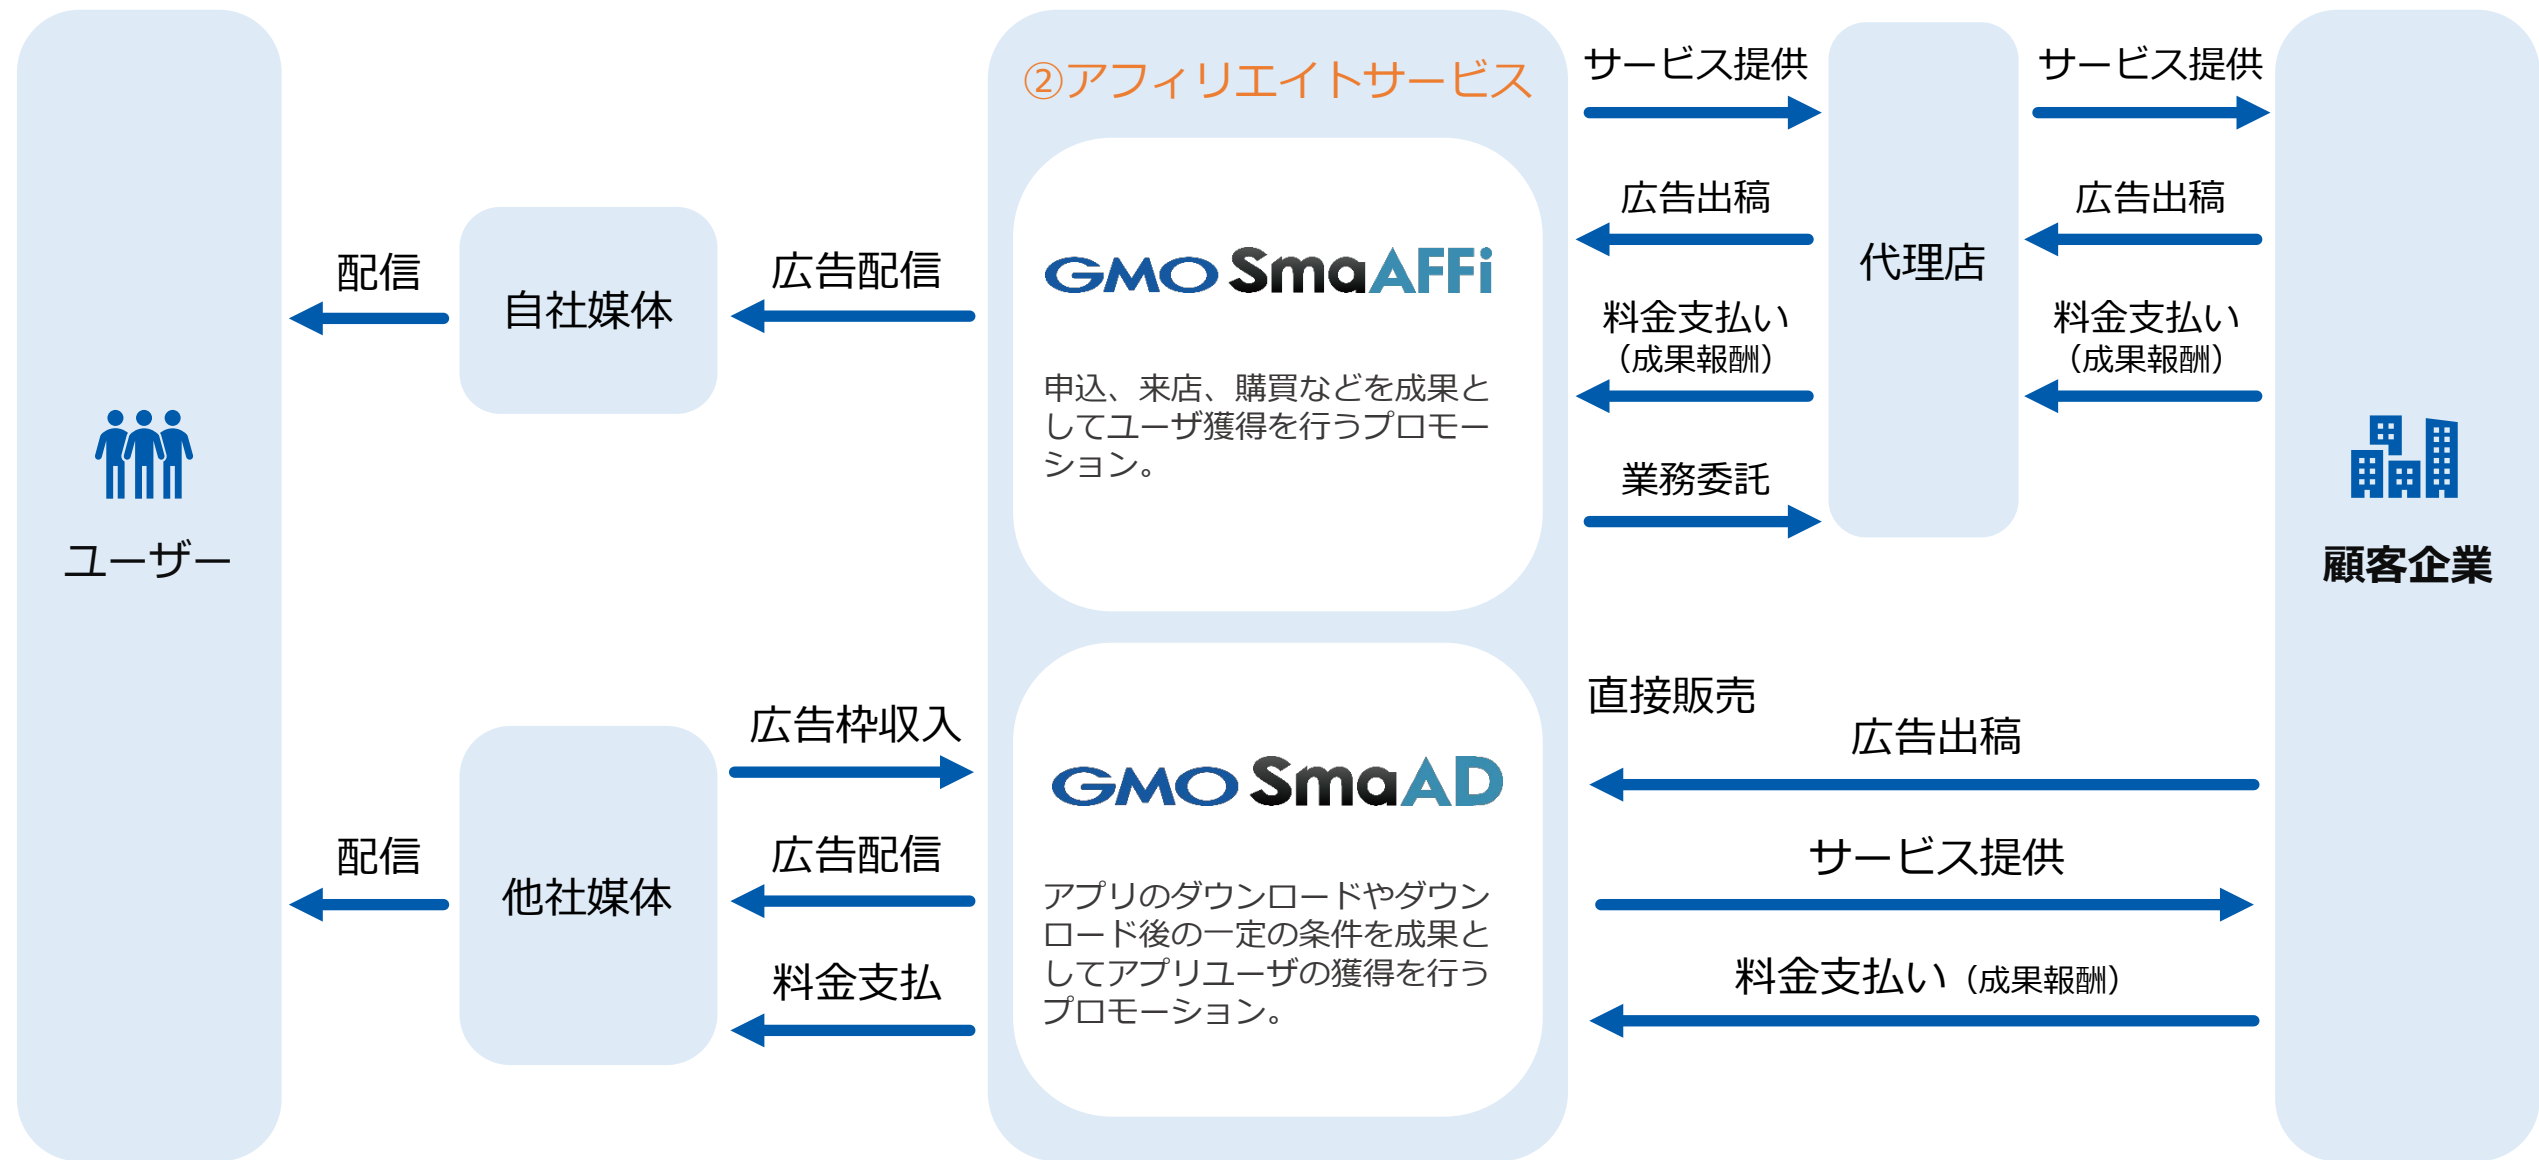 ユーザー
配信
自社媒体
広告配信
配信
他社媒体
広告枠収入
広告配信
料金支払
②アフィリエイトサービス
GMO SmaAFFi
申込、来店、購買などを成果と
してユーザ獲得を行うプロモー
ション。
GMO SmaAD
アプリのダウンロードやダウン
ロード後の一定の条件を成果と
してアプリユーザの獲得を行う
プロモーション。
サービス提供
広告出稿
料金支払い
（成果報酬）
業務委託
代理店
サービス提供
広告出稿
料金支払い
（成果報酬）
直接販売
広告出稿
サービス提供
料金支払い（成果報酬）
顧客企業